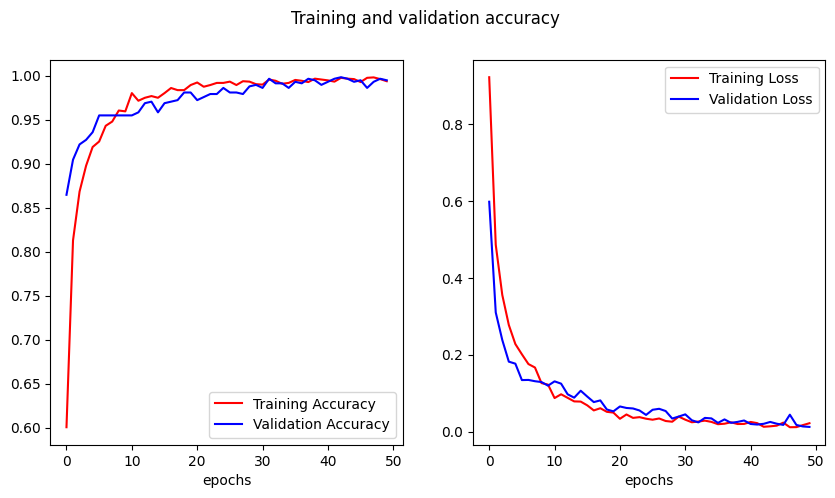 Training and validation accuracy
1.00
0.95
0.90
0.85
0.80
0.75
0.70
0.65
0.60
0 10 20 30 40 50
epochs
Training Accuracy
Validation Accuracy
0.8
0.6
0.4
0.2
0.0
0 10 20 30 40 50
epochs
Training Loss
Validation Loss